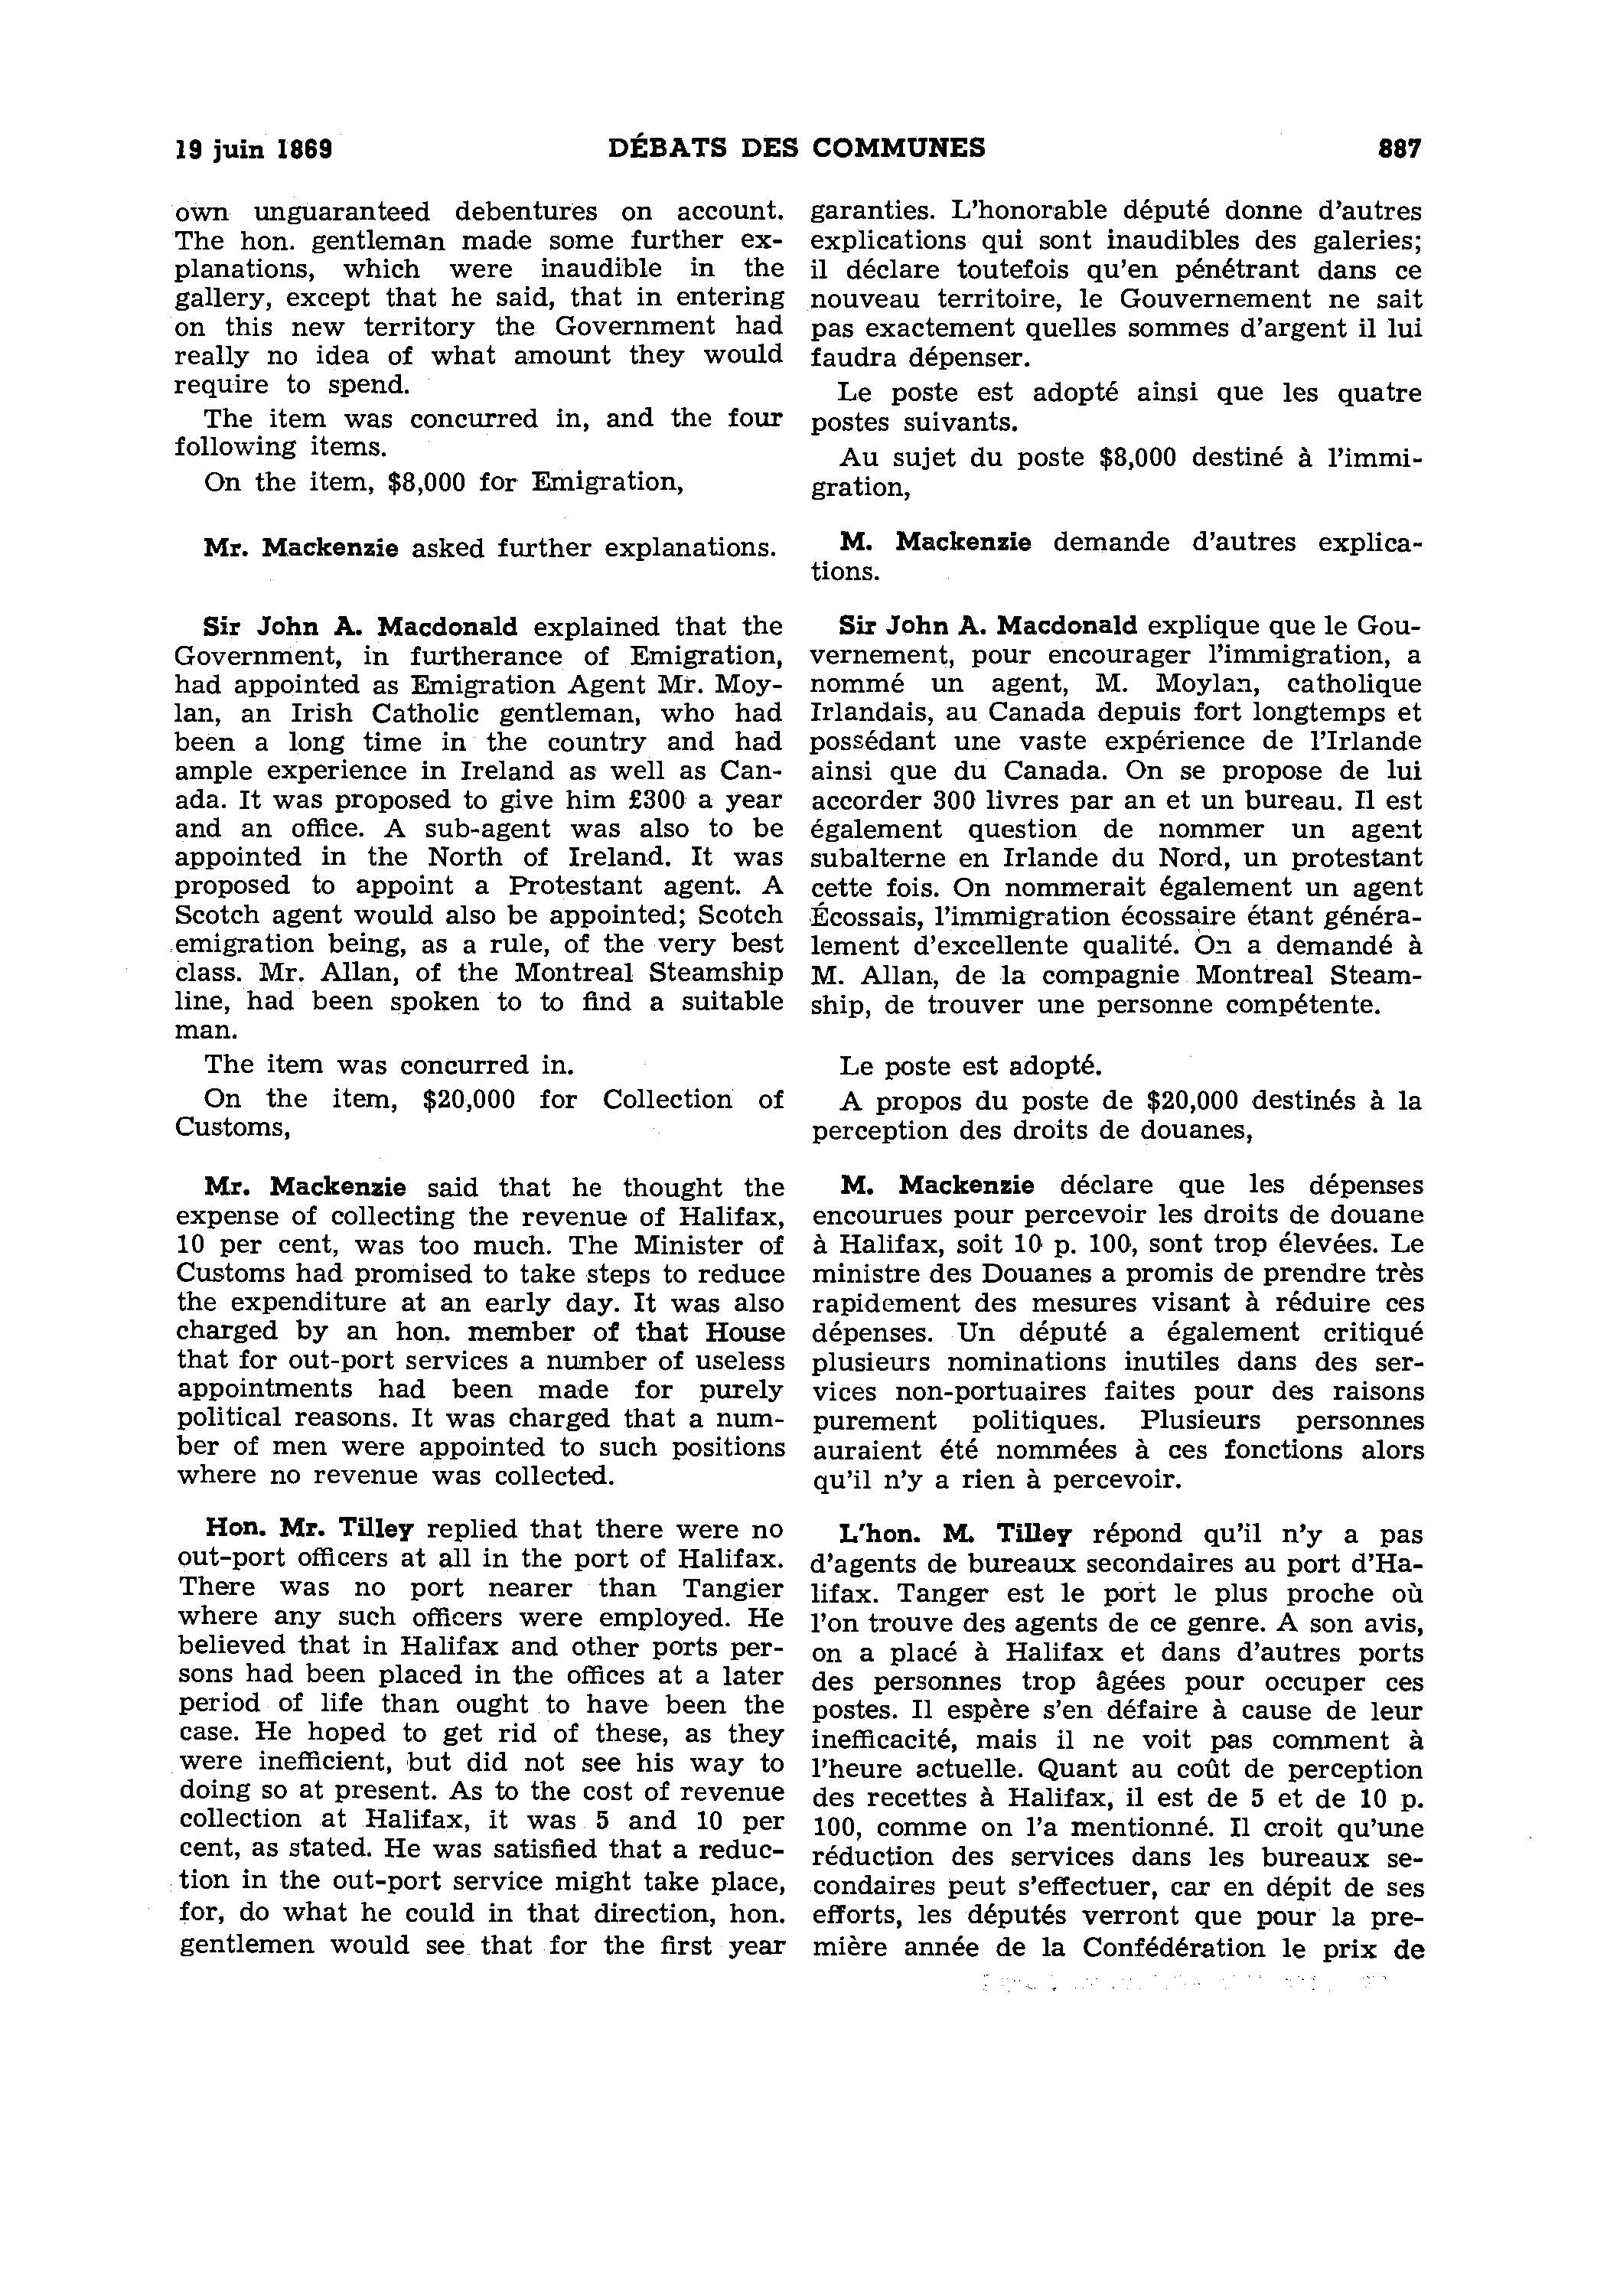 19 juin 1869 DÉBATS DES COMMUNES 887
own unguaranteed debentures on account.
The hon. gentleman made some further ex-
planations, which were inaudible in the
gallery, except that he said, that in entering
on this new territory the Government had
really no idea of what amount they would
require to spend.
The item was concurred in, and the four
following items.
On the item, $8,000 for Emigration,
Mr. Mackenzie asked further explanations.
Sir John A. Macdonald explained that the
Government, in furtherance of Emigration,
had appointed as Emigration Agent Mr. Moy-
lan, an Irish Catholic gentleman, who had
been a long time in the country and had
ample experience in Ireland as well as Can-
ada. It was proposed to give him £300 a year
and an office. A sub-agent was also to be
appointed in the North of Ireland. It was
proposed to appoint a Protestant agent. A
Scotch agent would also be appointed; Scotch
emigration being, as a rule, of the very best
class. Mr. Allan, of the Montreal Steamship
line, had been spoken to to find a suitable
man.
The item was concurred in.
On the item, $20,000 for Collection of
Customs,
Mr. Mackenzie said that he thought the
expense of collecting the revenue of Halifax,
10 per cent, was too much. The Minister of
Customs had promised to take steps to reduce
the expenditure at an early day. It was also
charged by an hon. member of that House
that for out-port services a number of useless
appointments had been made for purely
political reasons. It was charged that a num-
ber of men were appointed to such positions
where no revenue was collected.
Hon. Mr. Tilley replied that there were no
out-port officers at all in the port of Halifax.
There was no port nearer than Tangier
where any such officers were employed. He
believed that in Halifax and other ports per-
sons had been placed in the offices at a later
period of life than ought to have been the
case. He hoped to get rid of these, as they
were inefficient, but did not see his way to
doing so at present. As to the cost of revenue
collection at Halifax, it was 5 and 10 per
cent, as stated. He was satisfied that a reduc-
tion in the out-port service might take place,
for, do what he could in that direction, hon.
gentlemen would see that for the first year
garanties. L'honorable député donne d'autres
explications qui sont inaudibles des galeries;
il déclare toutefois qu'en pénétrant dans ce
nouveau territoire, le Gouvernement ne sait
pas exactement quelles sommes d'argent il lui
faudra dépenser.
Le poste est adopté ainsi que les quatre
postes suivants.
Au sujet du poste $8,000 destiné à l'immi-
gration,
M. Mackenzie demande d'autres explica-
tions.
Sir John A. Macdonald explique que le Gou-
vernement, pour encourager l'immigration, a
nommé un agent, M. Moylan, catholique
Irlandais, au Canada depuis fort longtemps et
possédant une vaste expérience de l'Irlande
ainsi que du Canada. On se propose de lui
accorder 300 livres par an et un bureau. Il est
également question de nommer un agent
subalterne en Irlande du Nord, un protestant
cette fois. On nommerait également un agent
Écossais, l'immigration écossaire étant généra-
lement d'excellente qualité. On a demandé à
M. Allan, de la compagnie Montreal Steam-
ship, de trouver une personne compétente.
Le poste est adopté.
A propos du poste de $20,000 destinés à la
perception des droits de douanes,
M. Mackenzie déclare que les dépenses
encourues pour percevoir les droits de douane
à Halifax, soit 10 p. 100, sont trop élevées. Le
ministre des Douanes a promis de prendre très
rapidement des mesures visant à réduire ces
dépenses. Un député a également critiqué
plusieurs nominations inutiles dans des ser-
vices non-portuaires faites pour des raisons
purement politiques. Plusieurs personnes
auraient été nommées à ces fonctions alors
qu'il n'y a rien à percevoir.
L'hon. M. Tilley répond qu'il n'y a pas
d'agents de bureaux secondaires au port d'Ha-
lifax. Tanger est le port le plus proche où
l'on trouve des agents de ce genre. A son avis,
on a placé à Halifax et dans d'autres ports
des personnes trop âgées pour occuper ces
postes. Il espère s'en défaire à cause de leur
inefficacité, mais il ne voit pas comment à
l'heure actuelle. Quant au coût de perception
des recettes à Halifax, il est de 5 et de 10 p.
100, comme on l'a mentionné. Il croit qu'une
réduction des services dans les bureaux se-
condaires peut s'effectuer, car en dépit de ses
efforts, les députés verront que pour la pre-
mière année de la Confédération le prix de